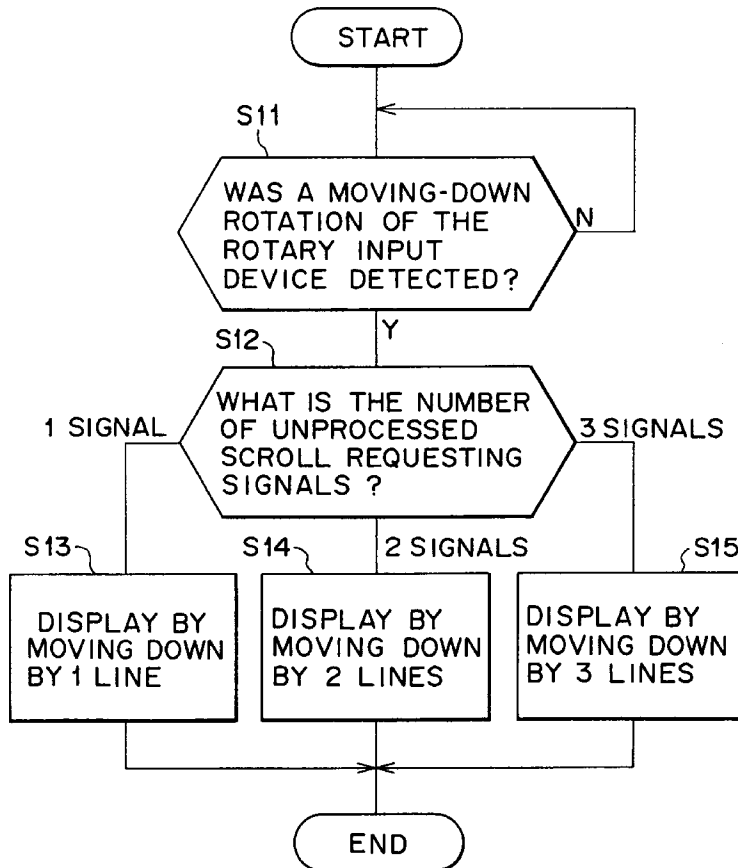 START
S11
WAS A MOVING-DOWN
ROTATION OF THE
ROTARY INPUT
DEVICE DETECTED?
N
Y
S12
WHAT IS THE NUMBER
OF UNPROCESSED
SCROLL REQUESTING
SIGNALS ?
1 SIGNAL
3 SIGNALS
2 SIGNALS
S13
DISPLAY BY
MOVING DOWN
BY 1 LINE
S14
DISPLAY BY
MOVING DOWN
BY 2 LINES
S15
DISPLAY BY
MOVING DOWN
BY 3 LINES
END